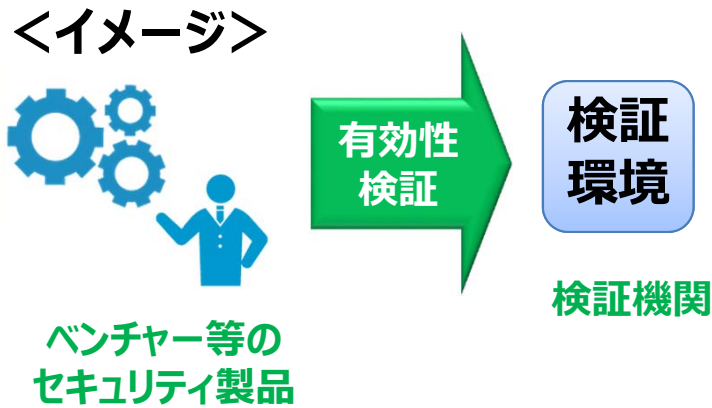 ＜イメージ＞
有効性
検証
検証
環境
検証機関
ベンチャー等の
セキュリティ製品